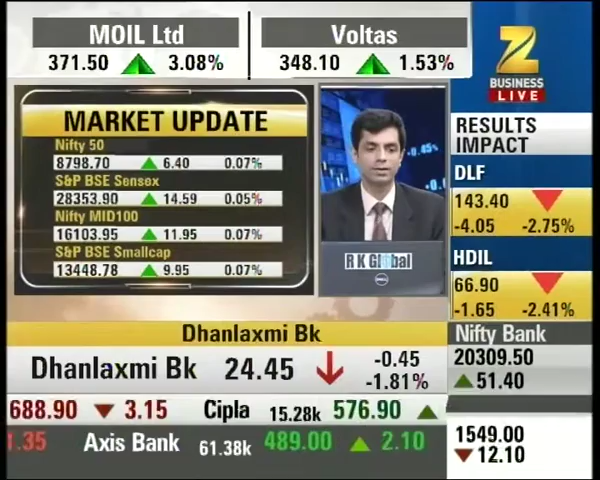 MOIL Ltd
371.50 3.08%
Voltas
348.10 1.53%
Z
BUSINESS
LIVE
MARKET UPDATE
Nifty 50
8798.70 6.40 0.07%
S&P BSE Sensex
28353.90 14.59 0.05%
Nifty MID100
16103.95 11.95 0.07%
S&P BSE Smallcap
13448.78 9.95 0.07%
R K Global
DELL
RESULTS
IMPACT
DLF
143.40
-4.05 -2.75%
HDIL
66.90
-1.65 -2.41%
Dhanlaxmi Bk
Dhanlaxmi Bk 24.45 -0.45
-1.81%
Nifty Bank
20309.50
51.40
688.90 3.15 Cipla 15.28k 576.90
1.35 Axis Bank 61.38k 489.00 2.10
1549.00
12.10